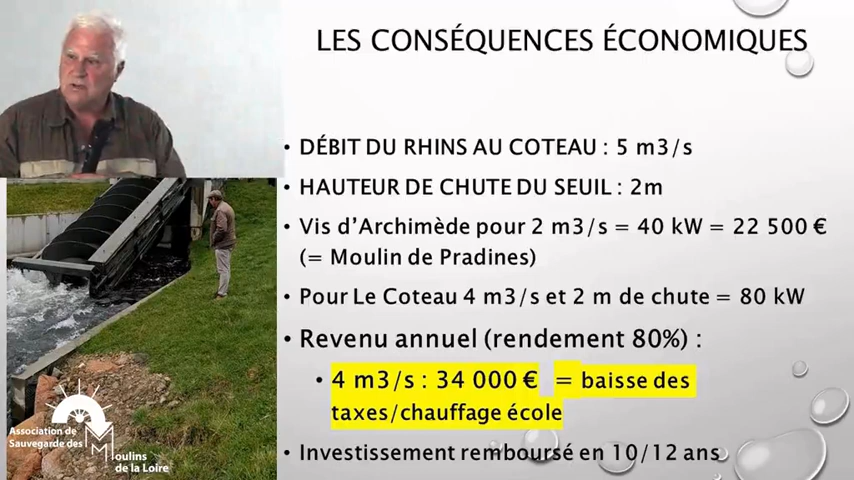 LES CONSÉQUENCES ÉCONOMIQUES
• DÉBIT DU RHINS AU COTEAU : 5 m3/s
• HAUTEUR DE CHUTE DU SEUIL : 2m
• Vis d'Archimède pour 2 m3/s = 40 kW = 22 500 €
(= Moulin de Pradines)
• Pour Le Coteau 4 m3/s et 2 m de chute = 80 kW
• Revenu annuel (rendement 80%) :
• 4 m3/s : 34 000 € = baisse des
taxes/chauffage école
• Investissement remboursé en 10/12 ans
Association de
Sauvegarde des
Moulins
de la Loire